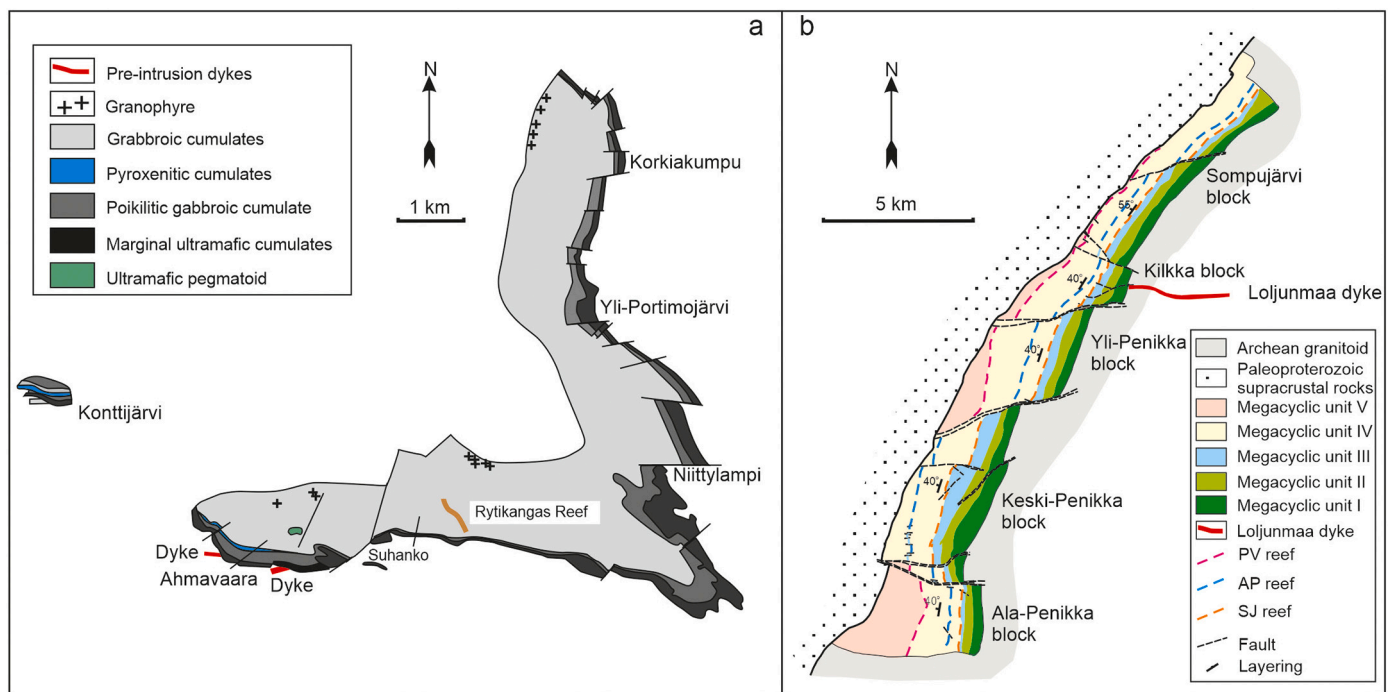 a
Pre-intrusion dykes
Granophyre
Grabbroic cumulates
Pyroxenitic cumulates
Poikilitic gabbroic cumulate
Marginal ultramafic cumulates
Ultramafic pegmatoid
N
1 km
Korkiakumpu
Yli-Portimojärvi
Konttijärvi
Niittylampi
Rytikangas Reef
Suhanko
Dyke
Ahmavaara
Dyke
b
N
5 km
Sompujärvi
block
55°
Kilkka block
40°
Loljunmaa dyke
Yli-Penikka
block
40°
Keski-Penikka
block
40°
Ala-Penikka
block
40°
Archean granitoid
Paleoproterozoic
supracrustal rocks
Megacyclic unit V
Megacyclic unit IV
Megacyclic unit III
Megacyclic unit II
Megacyclic unit I
Loljunmaa dyke
PV reef
AP reef
SJ reef
Fault
Layering